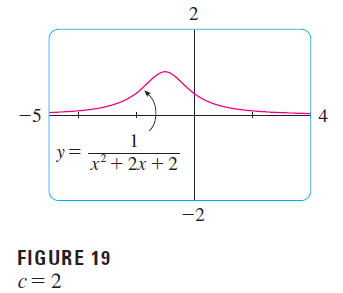 2
-5
4
y = 1 / (x² + 2x + 2)
-2
FIGURE 19
c = 2